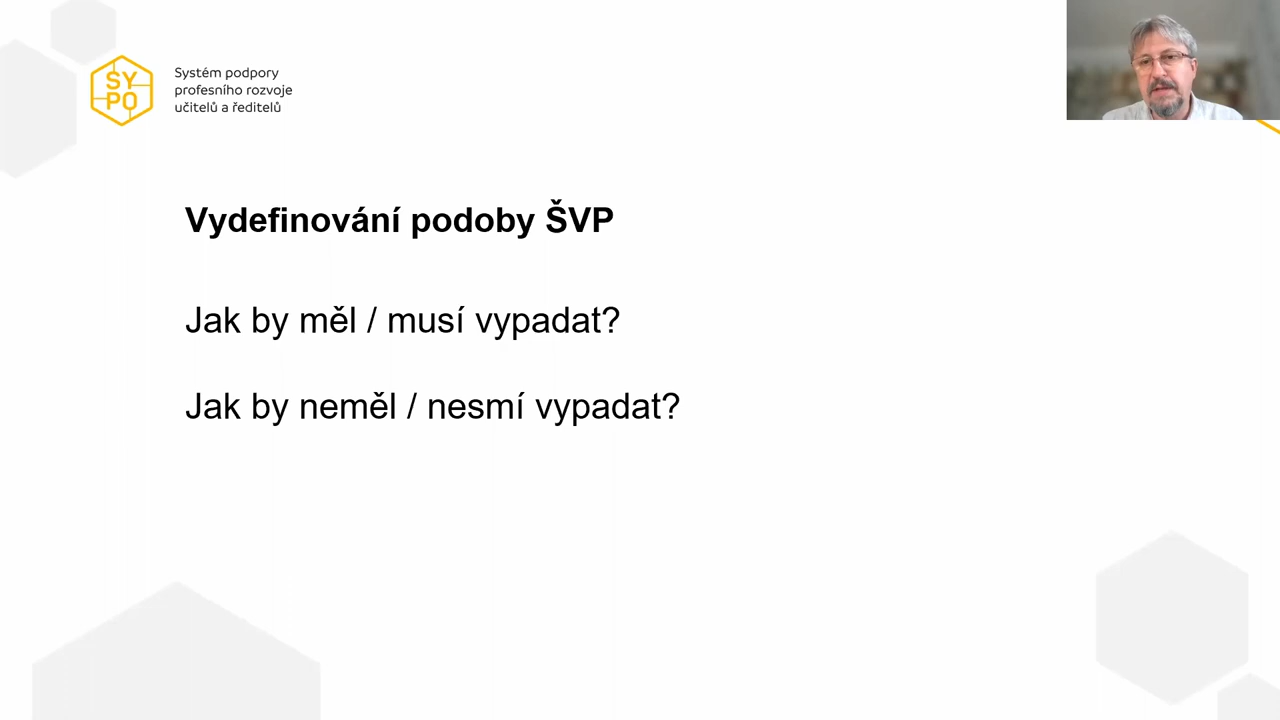 SY
PO
Systém podpory
profesního rozvoje
učitelů a ředitelů
Vydefinování podoby ŠVP
Jak by měl / musí vypadat?
Jak by neměl / nesmí vypadat?